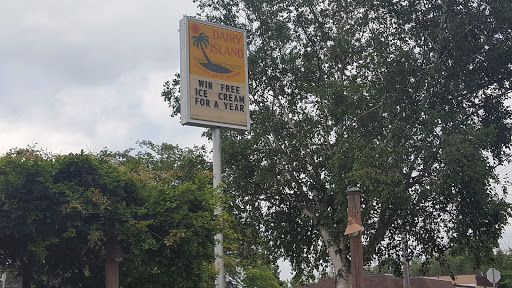 DAIRY
ISLAND
WIN FREE
ICE CREAM
FOR A YEAR